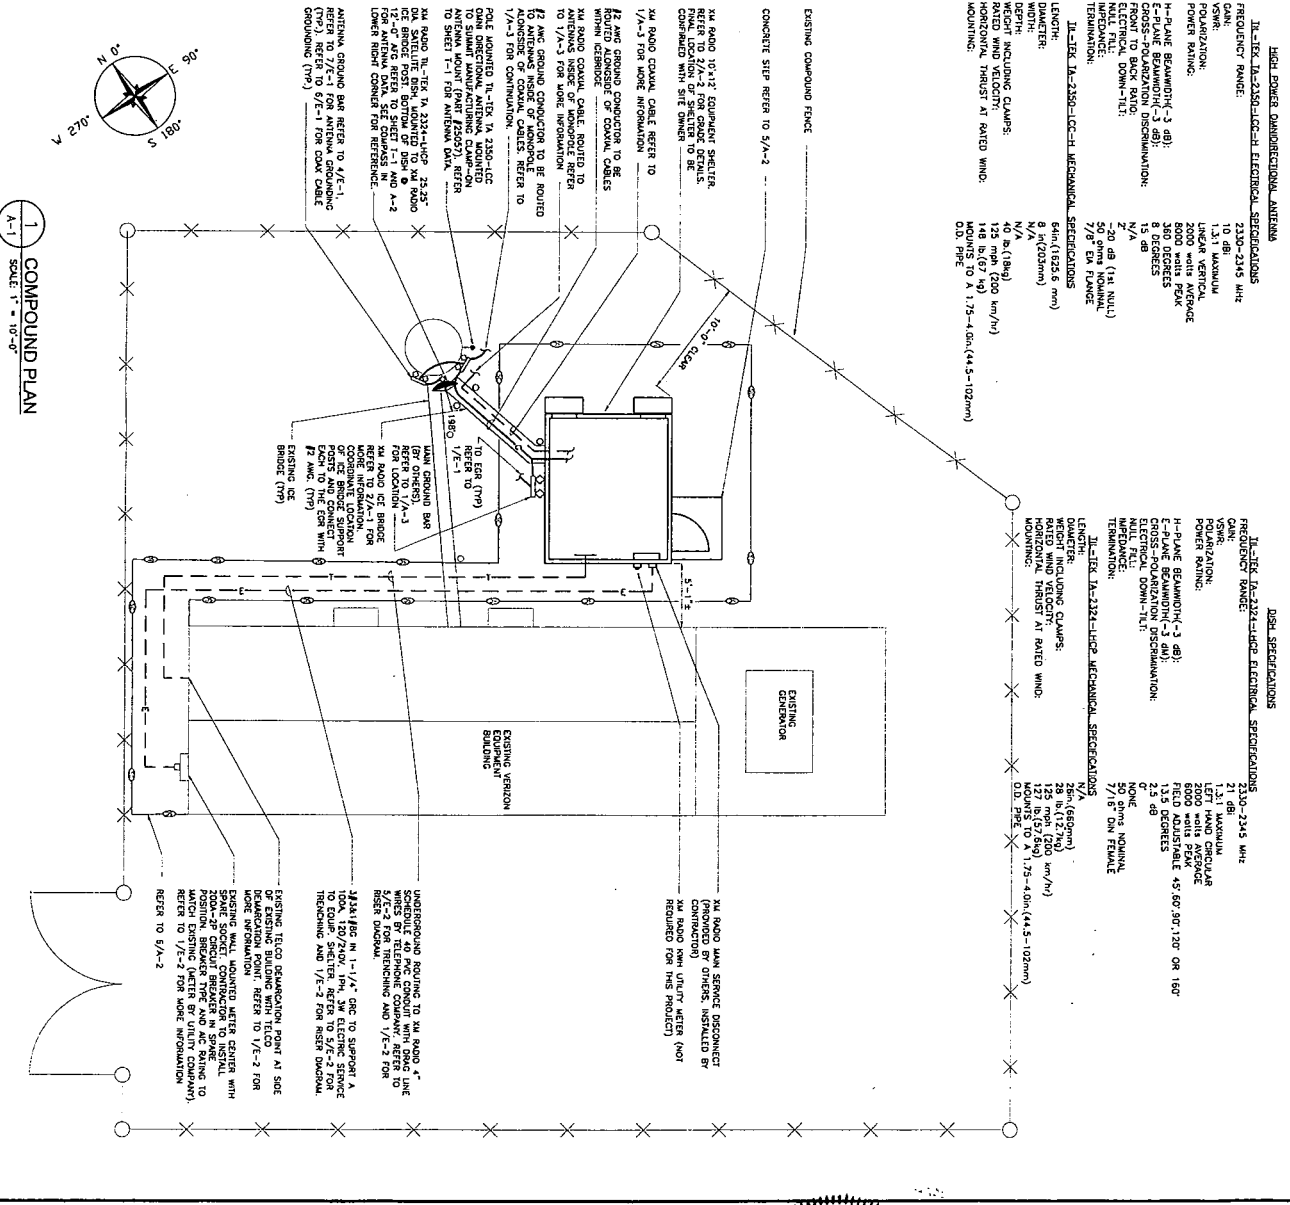 HIGH POWER OMNIDIRECTIONAL ANTENNA
TIL-TEK TA-2350-LCC-H ELECTRICAL SPECIFICATIONS
FREQUENCY RANGE: 2330-2345 MHz
GAIN: 10 dBi
VSWR: 1.3:1 MAXIMUM
POLARIZATION: LINEAR VERTICAL
POWER RATING: 2000 watts AVERAGE
8000 watts PEAK
H-PLANE BEAMWIDTH(-3 dB): 360 DEGREES
E-PLANE BEAMWIDTH(-3 dB): 8 DEGREES
CROSS-POLARIZATION DISCRIMINATION: 15 dB
FRONT TO BACK RATIO: N/A
ELECTRICAL DOWN-TILT: 2°
NULL FILL: -20 dB (1st NULL)
IMPEDANCE: 50 ohms NOMINAL
TERMINATION: 7/8" EIA FLANGE
TIL-TEK TA-2350-LCC-H MECHANICAL SPECIFICATIONS
LENGTH: 64in.(1625.6 mm)
DIAMETER: 8 in(203mm)
WIDTH: N/A
DEPTH: N/A
WEIGHT INCLUDING CLAMPS: 40 lb.(18kg)
RATED WIND VELOCITY: 125 mph (200 km/hr)
HORIZONTAL THRUST AT RATED WIND: 148 lb.(67 kg)
MOUNTING: MOUNTS TO A 1.75-4.0in.(44.5-102mm)
O.D. PIPE
DISH SPECIFICATIONS
TIL-TEK TA-2324-LHCP ELECTRICAL SPECIFICATIONS
FREQUENCY RANGE: 2330-2345 MHz
GAIN: 21 dBi
VSWR: 1.3:1 MAXIMUM
POLARIZATION: LEFT HAND CIRCULAR
POWER RATING: 2000 watts AVERAGE
6000 watts PEAK
H-PLANE BEAMWIDTH(-3 dB): FIELD ADJUSTABLE 45°,60°,90°,120° OR 160°
E-PLANE BEAMWIDTH(-3 dM): 13.5 DEGREES
CROSS-POLARIZATION DISCRIMINATION: 2.5 dB
ELECTRICAL DOWN-TILT: 0°
NULL FILL: NONE
IMPEDANCE: 50 ohms NOMINAL
TERMINATION: 7/16" DIN FEMALE
TIL-TEK TA-2324-LHCP MECHANICAL SPECIFICATIONS
LENGTH: N/A
DIAMETER: 26in.(660mm)
WEIGHT INCLUDING CLAMPS: 28 lb.(12.7kg)
RATED WIND VELOCITY: 125 mph (200 km/hr)
HORIZONTAL THRUST AT RATED WIND: 127 lb.(57.6kg)
MOUNTING: MOUNTS TO A 1.75-4.0in.(44.5-102mm)
O.D. PIPE
EXISTING COMPOUND FENCE
CONCRETE STEP REFER TO 5/A-2
XM RADIO 10'x12' EQUIPMENT SHELTER.
REFER TO 2/A-2 FOR GRADE DETAILS.
FINAL LOCATION OF SHELTER TO BE
CONFIRMED WITH SITE OWNER
XM RADIO COAXIAL CABLE REFER TO
1/A-3 FOR MORE INFORMATION
#2 AWG GROUND CONDUCTOR TO BE
ROUTED ALONGSIDE OF COAXIAL CABLES
WITHIN ICEBRIDGE
XM RADIO COAXIAL CABLE, ROUTED TO
ANTENNAS INSIDE OF MONOPOLE REFER
TO 1/A-3 FOR MORE INFORMATION
#2 AWG GROUND CONDUCTOR TO BE ROUTED
TO ANTENNAS INSIDE OF MONOPOLE
ALONGSIDE OF COAXIAL CABLES. REFER TO
1/A-3 FOR CONTINUATION.
POLE MOUNTED TIL-TEK TA 2350-LCC
OMNI DIRECTIONAL ANTENNA, MOUNTED
TO SUMMIT MANUFACTURING CLAMP-ON
ANTENNA MOUNT (PART #25057). REFER
TO SHEET T-1 FOR ANTENNA DATA
XM RADIO TIL-TEK TA 2324-LHCP 25.25"
DIA. SATELLITE DISH, MOUNTED TO XM RADIO
ICE BRIDGE POST. BOTTOM OF DISH @
12'-0" AFF. REFER TO SHEET T-1 AND A-2
FOR ANTENNA DATA. SEE COMPASS IN
LOWER RIGHT CORNER FOR REFERENCE.
ANTENNA GROUND BAR REFER TO 4/E-1,
REFER TO 7/E-1 FOR ANTENNA GROUNDING
(TYP). REFER TO 6/E-1 FOR COAX CABLE
GROUNDING (TYP.)
10'-0" CLEAR
198°
TO EGR (TYP)
REFER TO
1/E-1
MAIN GROUND BAR
(BY OTHERS).
REFER TO 1/A-3
FOR LOCATION
XM RADIO ICE BRIDGE
REFER TO 2/A-1 FOR
MORE INFORMATION.
COORDINATE LOCATION
OF ICE BRIDGE SUPPORT
POSTS AND CONNECT
EACH TO THE EGR WITH
#2 AWG. (TYP)
EXISTING ICE
BRIDGE (TYP)
5'-1"±
T
T
E
E
E
EXISTING
GENERATOR
EXISTING VERIZON
EQUIPMENT
BUILDING
XM RADIO MAIN SERVICE DISCONNECT
(PROVIDED BY OTHERS, INSTALLED BY
CONTRACTOR)
XM RADIO KWH UTILITY METER (NOT
REQUIRED FOR THIS PROJECT)
UNDERGROUND ROUTING TO XM RADIO 4"
SCHEDULE 40 PVC CONDUIT WITH DRAG LINE
WIRES BY TELEPHONE COMPANY. REFER TO
5/E-2 FOR TRENCHING AND 1/E-2 FOR
RISER DIAGRAM.
3#3&1#8G IN 1-1/4" GRC TO SUPPORT A
100A, 120/240V, 1PH, 3W ELECTRIC SERVICE
TO EQUIP. SHELTER. REFER TO 5/E-2 FOR
TRENCHING AND 1/E-2 FOR RISER DIAGRAM.
EXISTING TELCO DEMARCATION POINT AT SIDE
OF EXISTING BUILDING WITH TELCO
DEMARCATION POINT. REFER TO 1/E-2 FOR
MORE INFORMATION
EXISTING WALL MOUNTED METER CENTER WITH
SPARE SOCKET. CONTRACTOR TO INSTALL
200A-2P CIRCUIT BREAKER IN SPARE
POSITION. BREAKER TYPE AND AIC RATING TO
MATCH EXISTING (METER BY UTILITY COMPANY).
REFER TO 1/E-2 FOR MORE INFORMATION
REFER TO 6/A-2
N 0°
E 90°
S 180°
W 270°
1
A-1
COMPOUND PLAN
SCALE: 1" = 10'-0"